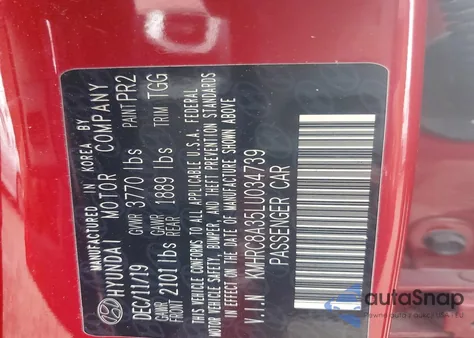 MANUFACTURED IN KOREA BY
HYUNDAI MOTOR COMPANY
DEC/11/19 GVWR 3770 lbs PAINT PR2
GAWR FRONT 2101 lbs GAWR REAR 1889 lbs TRIM TGG
THIS VEHICLE CONFORMS TO ALL APPLICABLE U.S.A. FEDERAL
MOTOR VEHICLE SAFETY, BUMPER, AND THEFT PREVENTION STANDARDS
IN EFFECT ON THE DATE OF MANUFACTURE SHOWN ABOVE
V.I.N KMHRC8A35LU034739
PASSENGER CAR
autoSnap